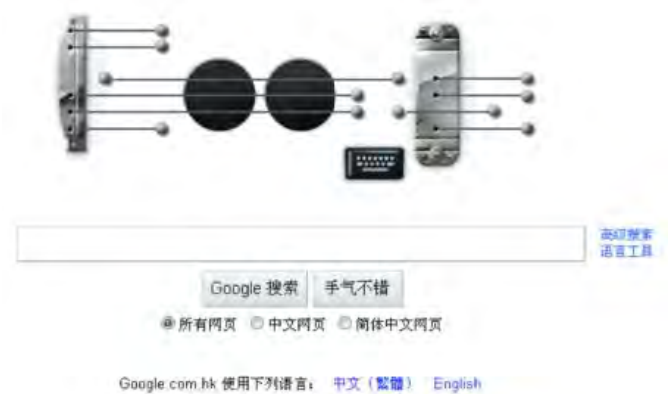 高级搜索
语言工具
Google 搜索 手气不错
所有网页 中文网页 简体中文网页
Google.com.hk 使用下列语言： 中文（繁體） English